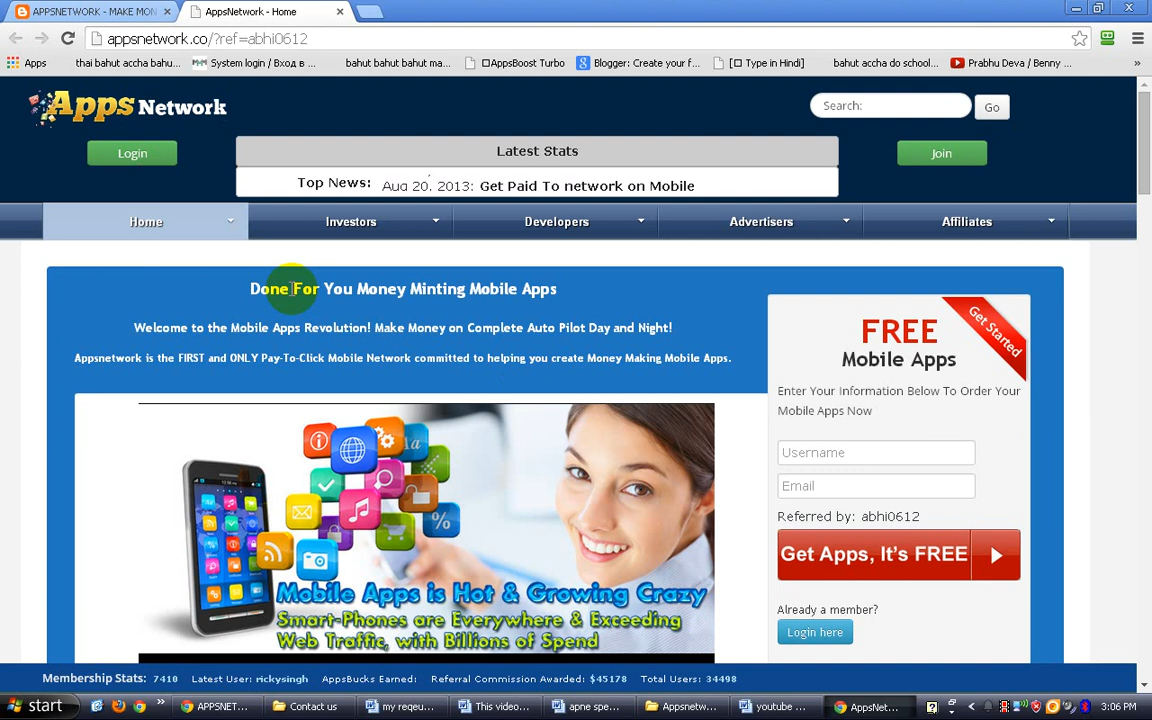 APPSNETWORK - MAKE MON
AppsNetwork - Home
appsnetwork.co/?ref=abhi0612
Apps
thai bahut accha bahu...
System login / Вход в ...
bahut bahut bahut ma...
AppsBoost Turbo
Blogger: Create your f...
[ Type in Hindi]
bahut accha do school...
Prabhu Deva / Benny ...
»
Apps Network
Search:
Go
Login
Latest Stats
Join
Top News:
Aug 20, 2013: Get Paid To network on Mobile
Home
Investors
Developers
Advertisers
Affiliates
Done For You Money Minting Mobile Apps
Welcome to the Mobile Apps Revolution! Make Money on Complete Auto Pilot Day and Night!
Appsnetwork is the FIRST and ONLY Pay-To-Click Mobile Network committed to helping you create Money Making Mobile Apps.
Get Started
FREE
Mobile Apps
Enter Your Information Below To Order Your
Mobile Apps Now
Username
Email
Referred by: abhi0612
Get Apps, It's FREE
Already a member?
Login here
Aa
%
Mobile Apps is Hot & Growing Crazy
Smart-Phones are Everywhere & Exceeding
Web Traffic, with Billions of Spend
Membership Stats: 7410
Latest User: rickysingh
AppsBucks Earned:
Referral Commission Awarded: $45178
Total Users: 34498
start
»
APPSNET...
Contact us
my reqeu...
This video...
apne spe...
Appsnetw...
youtube ...
AppsNet...
3:06 PM